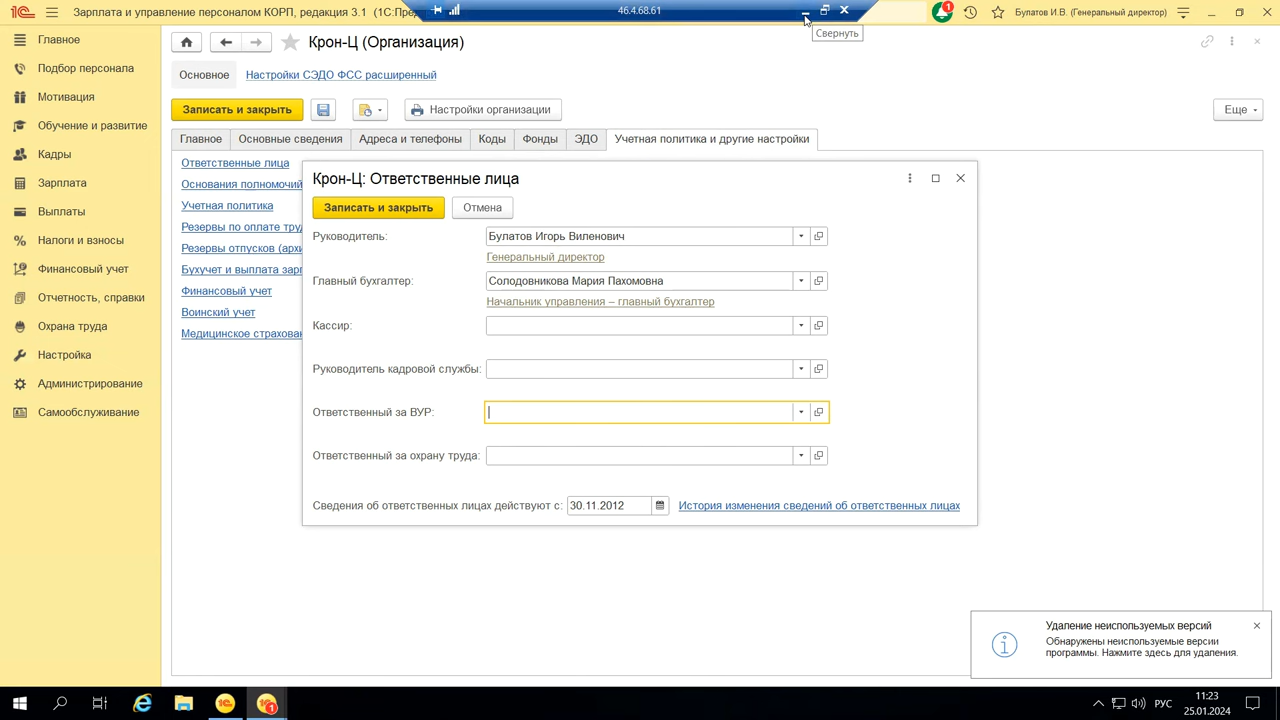 Зарплата и управление персоналом КОРП, редакция 3.1 (1С:Пред
46.4.68.61
1
Булатов И.В. (Генеральный директор)
Свернуть
Главное
Подбор персонала
Мотивация
Обучение и развитие
Кадры
Зарплата
Выплаты
Налоги и взносы
Финансовый учет
Отчетность, справки
Охрана труда
Настройка
Администрирование
Самообслуживание
Крон-Ц (Организация)
Основное
Настройки СЭДО ФСС расширенный
Записать и закрыть
Настройки организации
Еще
Главное
Основные сведения
Адреса и телефоны
Коды
Фонды
ЭДО
Учетная политика и другие настройки
Ответственные лица
Основания полномочий
Учетная политика
Резервы по оплате труд
Резервы отпусков (архи
Бухучет и выплата зарп
Финансовый учет
Воинский учет
Медицинское страхован
Крон-Ц: Ответственные лица
Записать и закрыть
Отмена
Руководитель:
Булатов Игорь Виленович
Генеральный директор
Главный бухгалтер:
Солодовникова Мария Пахомовна
Начальник управления – главный бухгалтер
Кассир:
Руководитель кадровой службы:
Ответственный за ВУР:
Ответственный за охрану труда:
Сведения об ответственных лицах действуют с:
30.11.2012
История изменения сведений об ответственных лицах
Удаление неиспользуемых версий
Обнаружены неиспользуемые версии
программы. Нажмите здесь для удаления.
1
РУС
11:23
25.01.2024